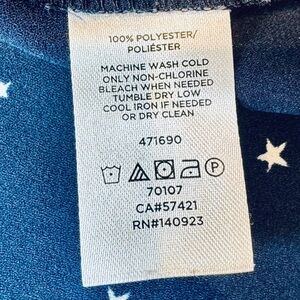 100% POLYESTER/
POLIÉSTER
MACHINE WASH COLD
ONLY NON-CHLORINE
BLEACH WHEN NEEDED
TUMBLE DRY LOW
COOL IRON IF NEEDED
OR DRY CLEAN
471690
P
70107
CA#57421
RN#140923